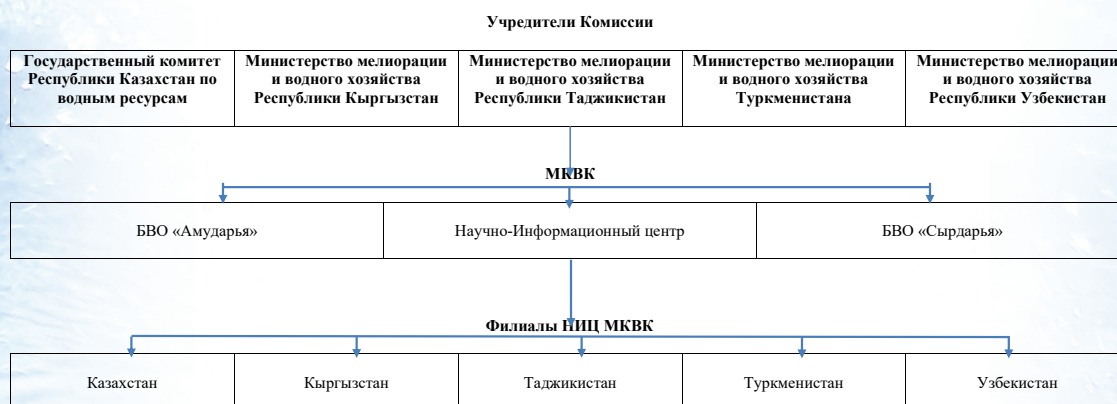 Учредители Комиссии
Государственный комитет
Республики Казахстан по
водным ресурсам
Министерство мелиорации
и водного хозяйства
Республики Кыргызстан
Министерство мелиорации
и водного хозяйства
Республики Таджикистан
Министерство мелиорации
и водного хозяйства
Туркменистана
Министерство мелиорации
и водного хозяйства
Республики Узбекистан
МКВК
БВО «Амударья»
Научно-Информационный центр
БВО «Сырдарья»
Филиалы НИЦ МКВК
Казахстан
Кыргызстан
Таджикистан
Туркменистан
Узбекистан